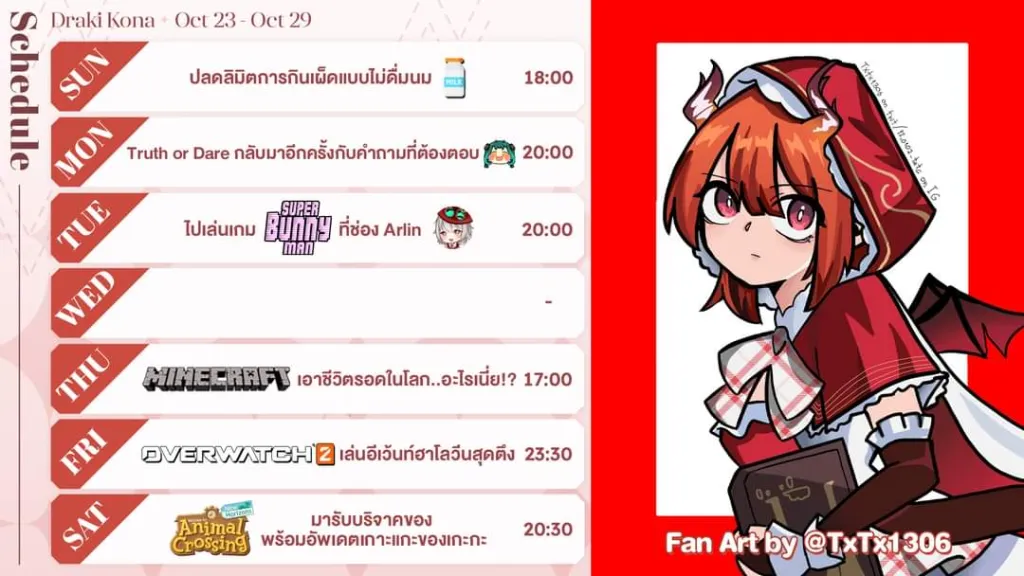 Schedule
Draki Kona + Oct 23 - Oct 29
SUN
ปลดลิมิตการกินเผ็ดแบบไม่ดื่มนม
MILK
18:00
MON
Truth or Dare กลับมาอีกครั้งกับคำถามที่ต้องตอบ
20:00
TUE
ไปเล่นเกม
SUPER
BUNNY
MAN
ที่ช่อง Arlin
20:00
WED
-
THU
MINECRAFT
เอาชีวิตรอดในโลก..อะไรเนี่ย!?
17:00
FRI
OVERWATCH 2
เล่นอีเว้นท์ฮาโลวีนสุดตึง
23:30
SAT
New Horizons
Animal
Crossing
มารับบริจาคของ
พร้อมอัพเดตเกาะแกะของเกะกะ
20:30
Fan Art by @TxTx1306